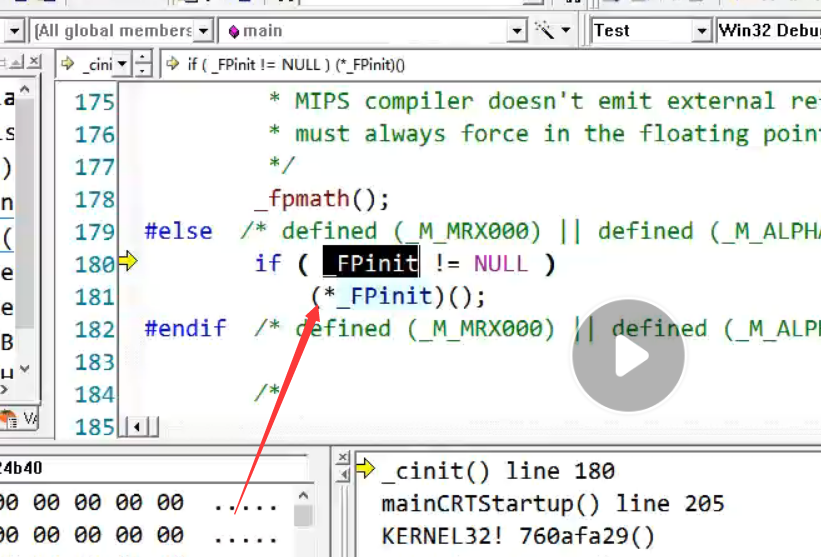 (All global members
main
Test
Win32 Debug
_cini
if ( _FPinit != NULL ) (*_FPinit)()
175 * MIPS compiler doesn't emit external re
176 * must always force in the floating point
177 */
178 _fpmath();
179 #else /* defined (_M_MRX000) || defined (_M_ALPHA
180 if ( _FPinit != NULL )
181 (*_FPinit)();
182 #endif /* defined (_M_MRX000) || defined (_M_ALP
183
184 /*
185
24b40
00 00 00 00 00 .....
00 00 00 00 00 .....
_cinit() line 180
mainCRTStartup() line 205
KERNEL32! 760afa29()